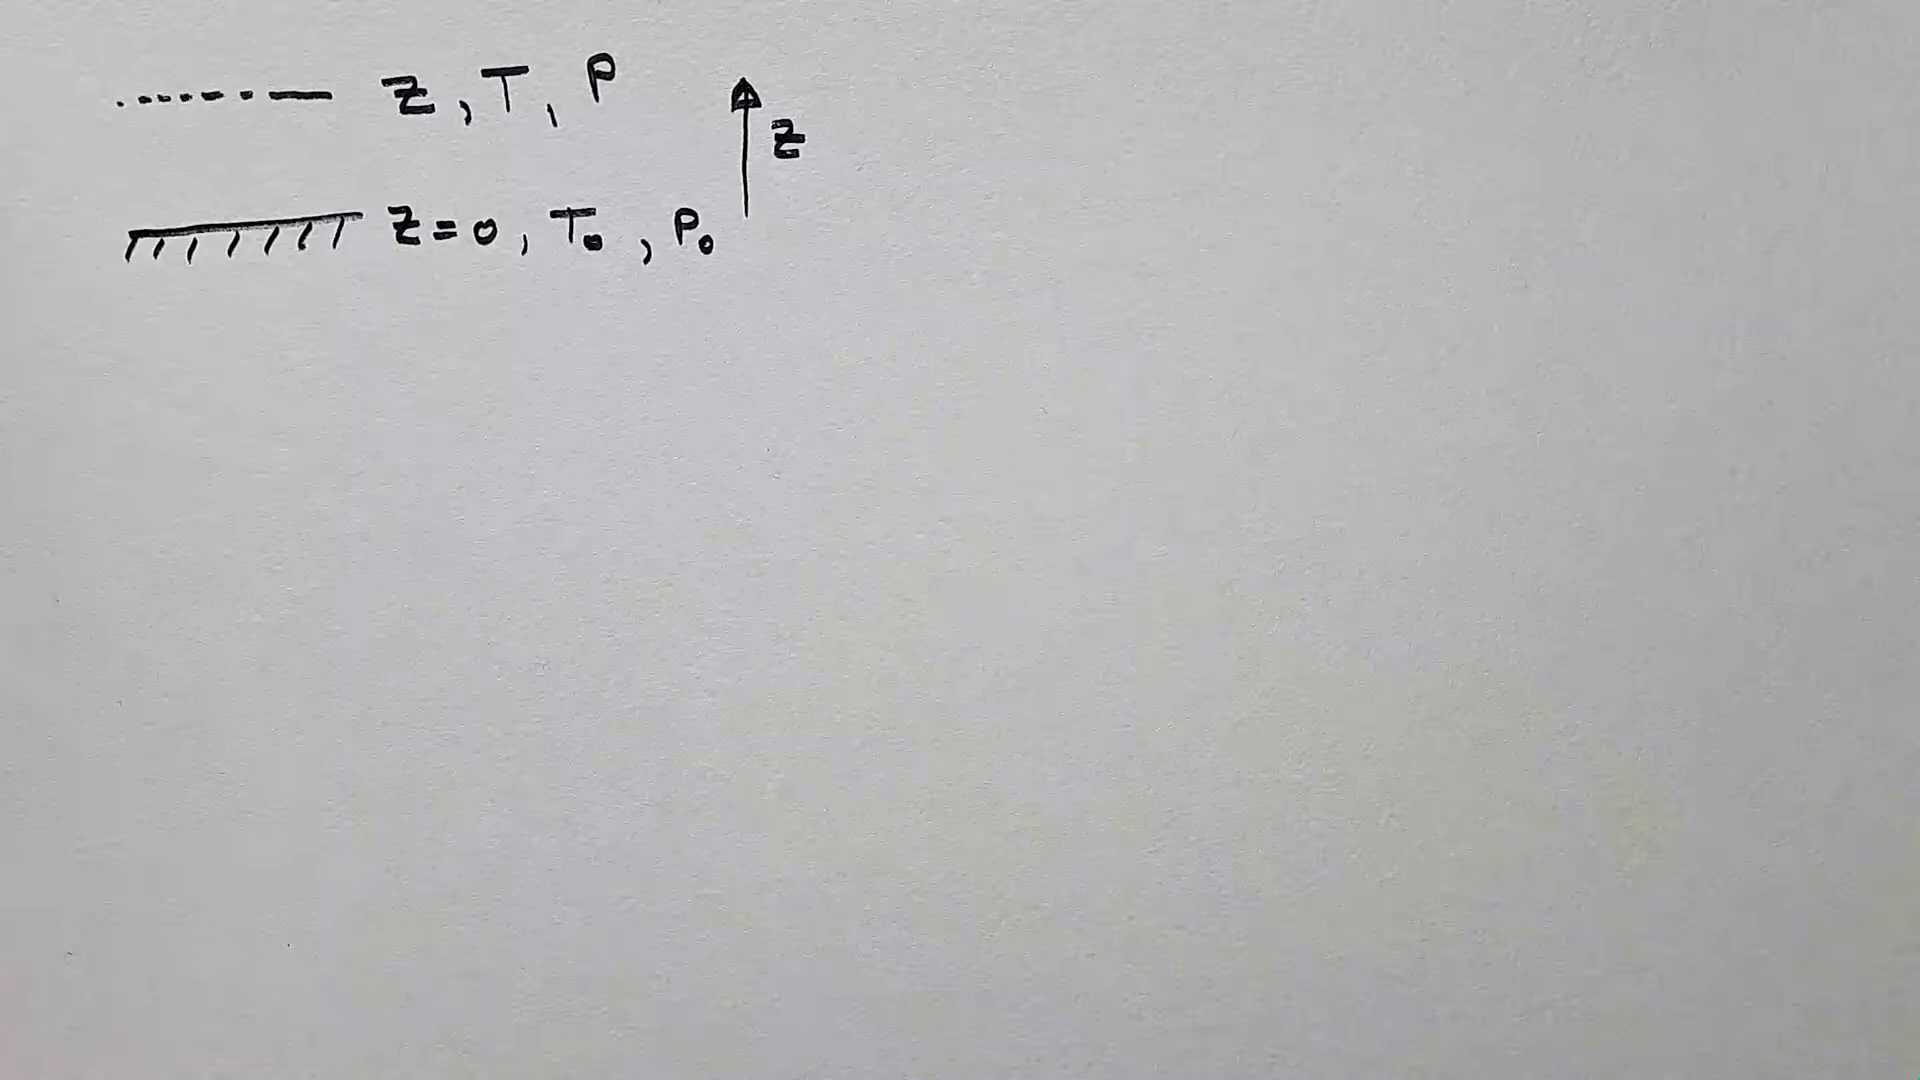 z, T, P
z
z=0, T₀, P₀